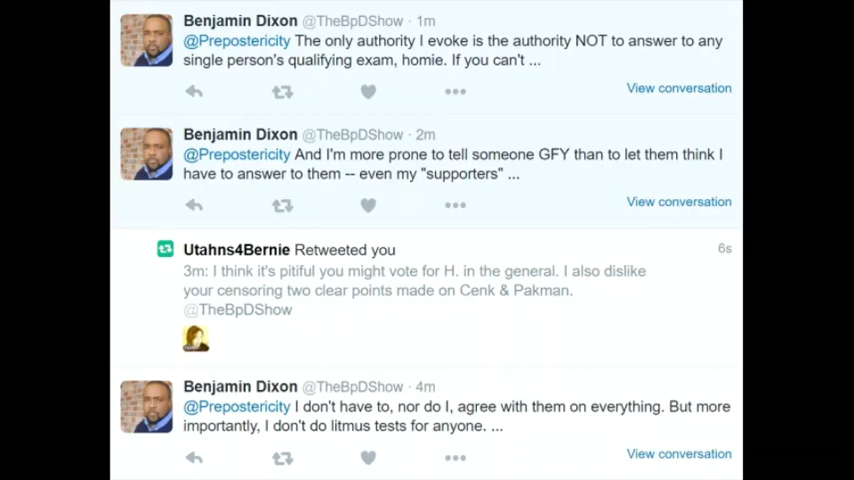 Benjamin Dixon @TheBpDShow · 1m
@Prepostericity The only authority I evoke is the authority NOT to answer to any
single person's qualifying exam, homie. If you can't ...
View conversation
Benjamin Dixon @TheBpDShow · 2m
@Prepostericity And I'm more prone to tell someone GFY than to let them think I
have to answer to them -- even my "supporters" ...
View conversation
Utahns4Bernie Retweeted you 6s
3m: I think it's pitiful you might vote for H. in the general. I also dislike
your censoring two clear points made on Cenk & Pakman.
@TheBpDShow
Benjamin Dixon @TheBpDShow · 4m
@Prepostericity I don't have to, nor do I, agree with them on everything. But more
importantly, I don't do litmus tests for anyone. ...
View conversation